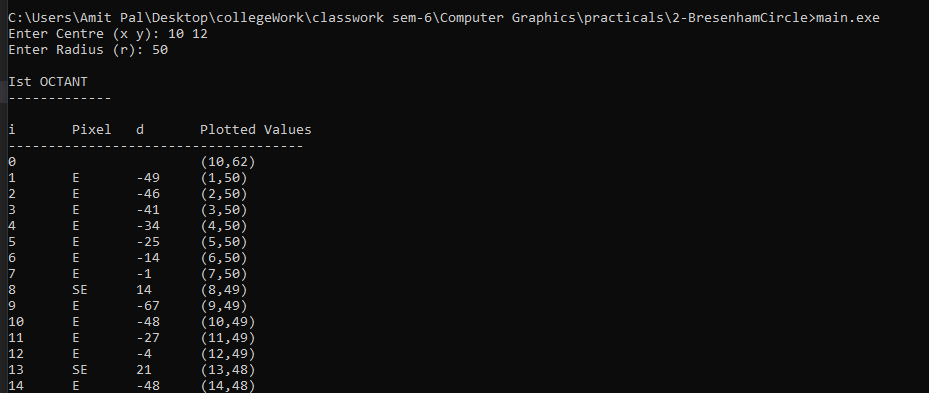 C:\Users\Amit Pal\Desktop\collegeWork\classwork sem-6\Computer Graphics\practicals\2-BresenhamCircle>main.exe
Enter Centre (x y): 10 12
Enter Radius (r): 50
Ist OCTANT
-------------
i Pixel d Plotted Values
-------------------------------------
0 (10,62)
1 E -49 (1,50)
2 E -46 (2,50)
3 E -41 (3,50)
4 E -34 (4,50)
5 E -25 (5,50)
6 E -14 (6,50)
7 E -1 (7,50)
8 SE 14 (8,49)
9 E -67 (9,49)
10 E -48 (10,49)
11 E -27 (11,49)
12 E -4 (12,49)
13 SE 21 (13,48)
14 E -48 (14,48)